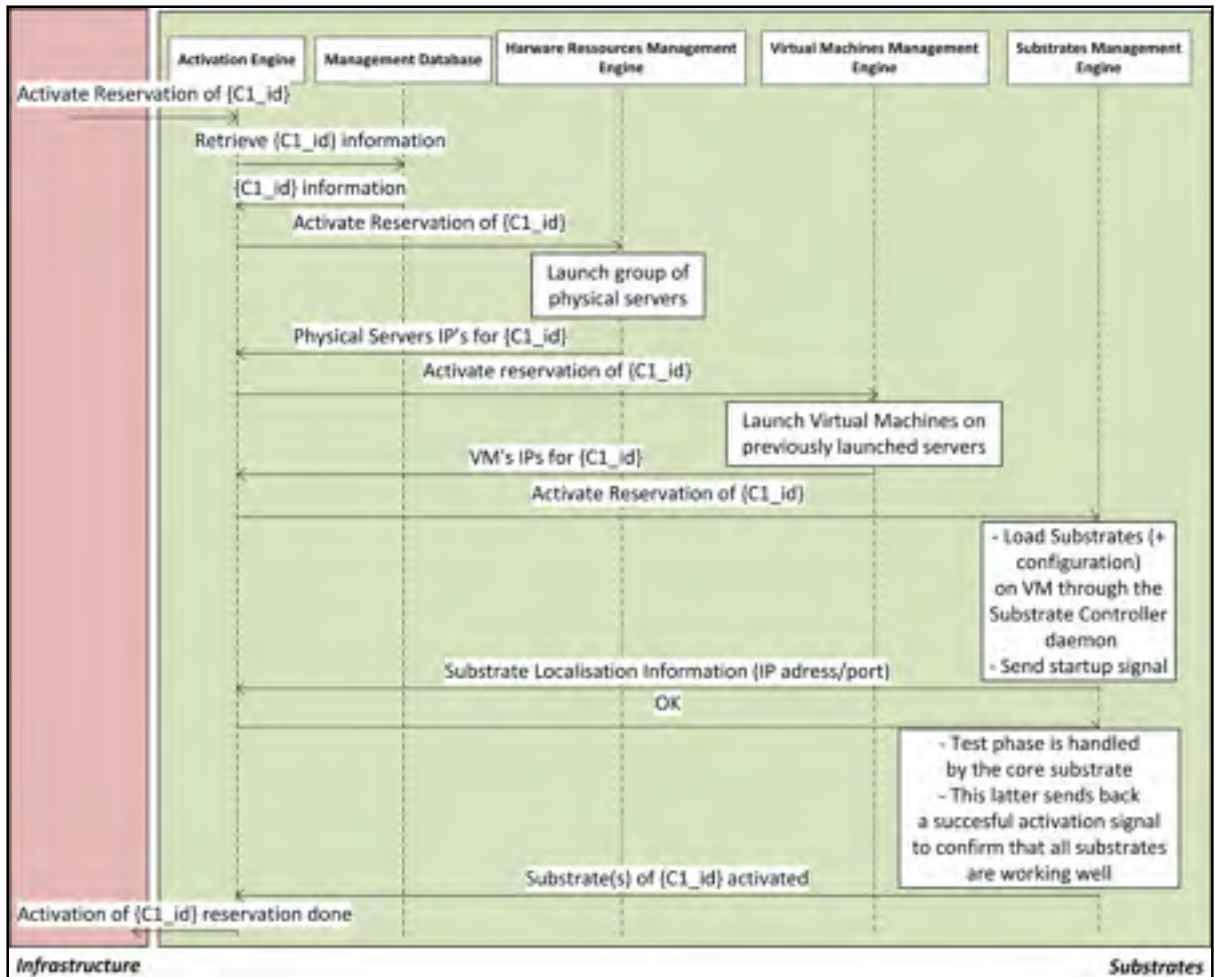 Activation Engine
Management Database
Harware Ressources Management
Engine
Virtual Machines Management
Engine
Substrates Management
Engine
Activate Reservation of {C1_id}
Retrieve {C1_id} information
{C1_id} information
Activate Reservation of {C1_id}
Launch group of
physical servers
Physical Servers IP's for {C1_id}
Activate reservation of {C1_id}
Launch Virtual Machines on
previously launched servers
VM's IPs for {C1_id}
Activate Reservation of {C1_id}
- Load Substrates (+
configuration)
on VM through the
Substrate Controller
daemon
- Send startup signal
Substrate Localisation Information (IP adress/port)
OK
- Test phase is handled
by the core substrate
- This latter sends back
a succesful activation signal
to confirm that all substrates
are working well
Substrate(s) of {C1_id} activated
Activation of {C1_id} reservation done
Infrastructure
Substrates